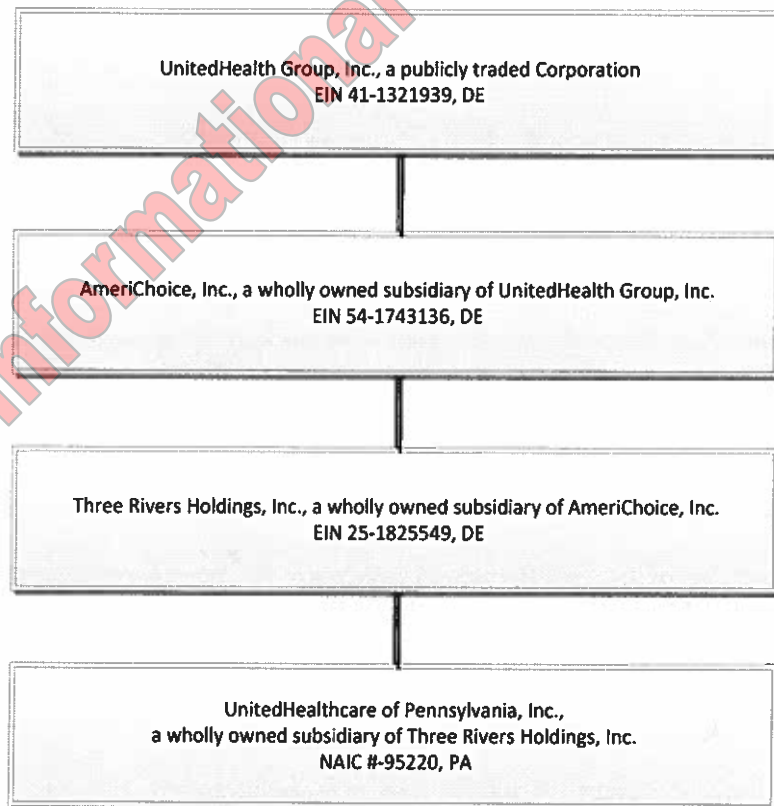 UnitedHealth Group, Inc., a publicly traded Corporation
EIN 41-1321939, DE
AmeriChoice, Inc., a wholly owned subsidiary of UnitedHealth Group, Inc.
EIN 54-1743136, DE
Three Rivers Holdings, Inc., a wholly owned subsidiary of AmeriChoice, Inc.
EIN 25-1825549, DE
UnitedHealthcare of Pennsylvania, Inc.,
a wholly owned subsidiary of Three Rivers Holdings, Inc.
NAIC #-95220, PA
Informational